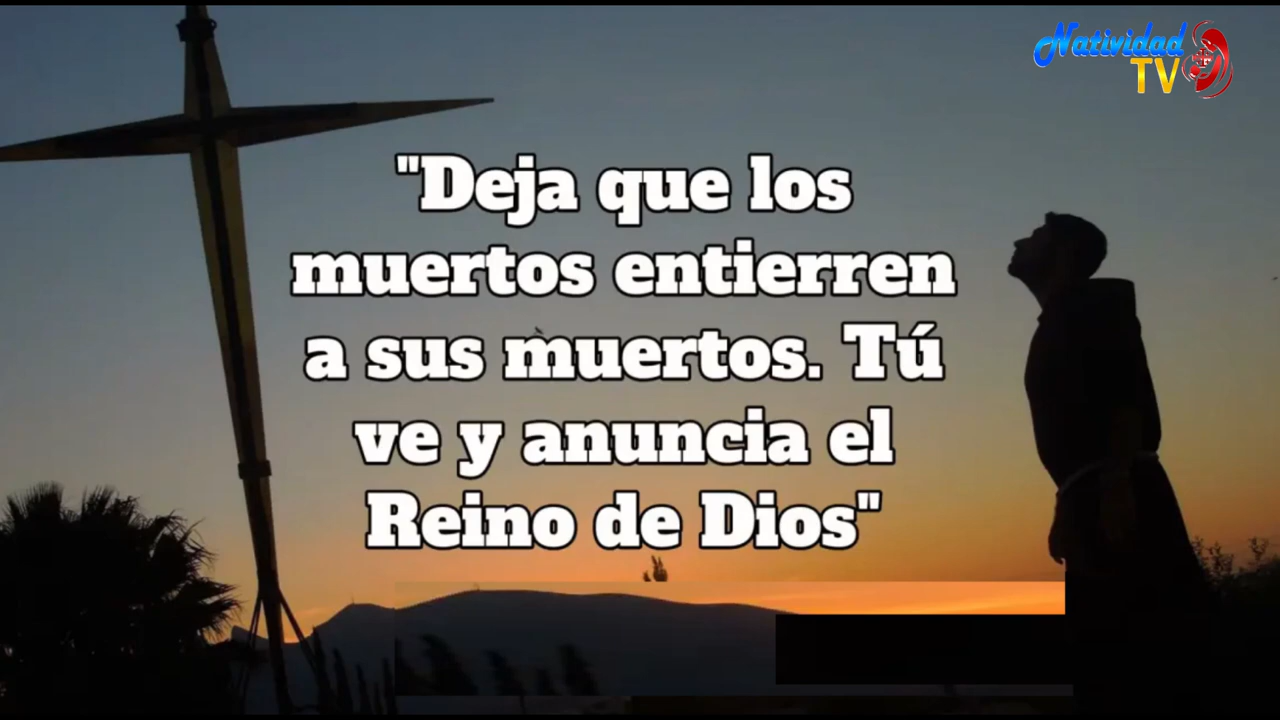 Natividad
TV
"Deja que los
muertos entierren
a sus muertos. Tú
ve y anuncia el
Reino de Dios"